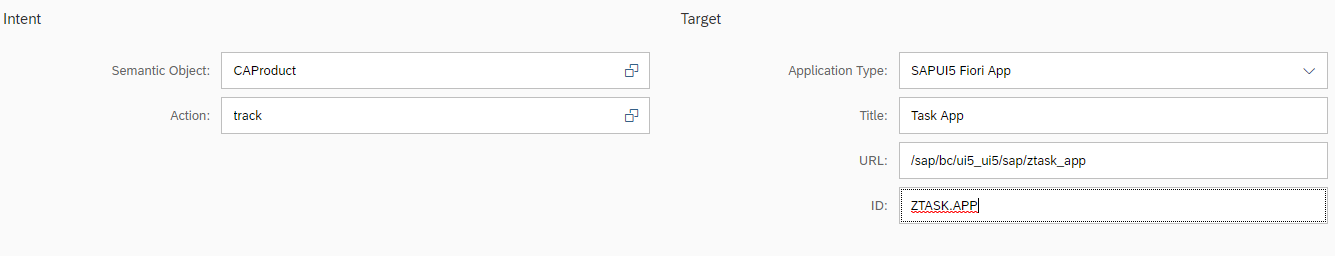 Intent
Semantic Object: CAProduct
Action: track
Target
Application Type: SAPUI5 Fiori App
Title: Task App
URL: /sap/bc/ui5_ui5/sap/ztask_app
ID: ZTASK.APP